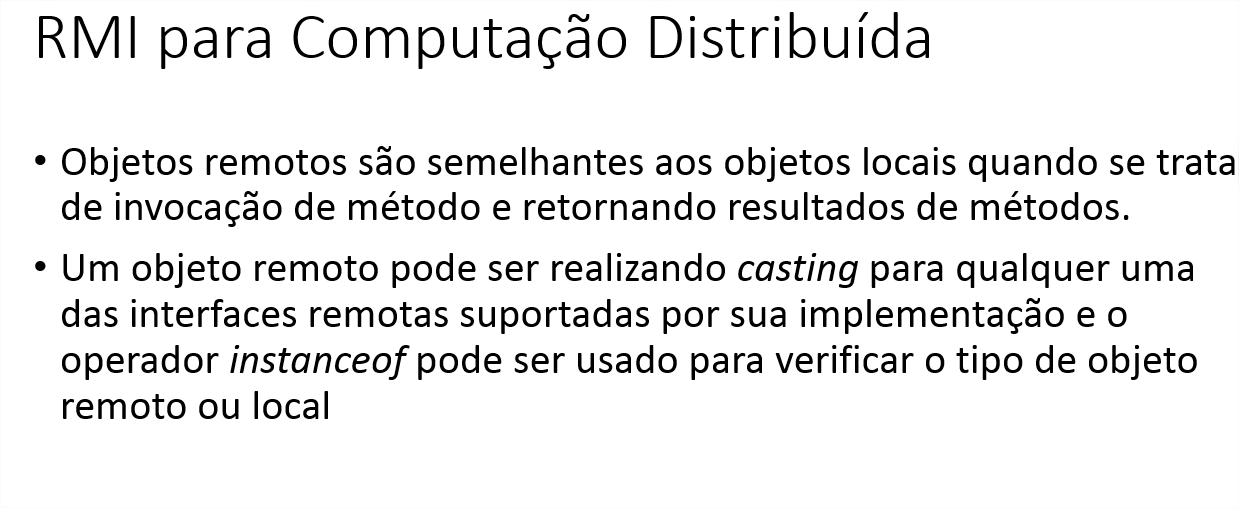 RMI para Computação Distribuída
• Objetos remotos são semelhantes aos objetos locais quando se trata
de invocação de método e retornando resultados de métodos.
• Um objeto remoto pode ser realizando casting para qualquer uma
das interfaces remotas suportadas por sua implementação e o
operador instanceof pode ser usado para verificar o tipo de objeto
remoto ou local